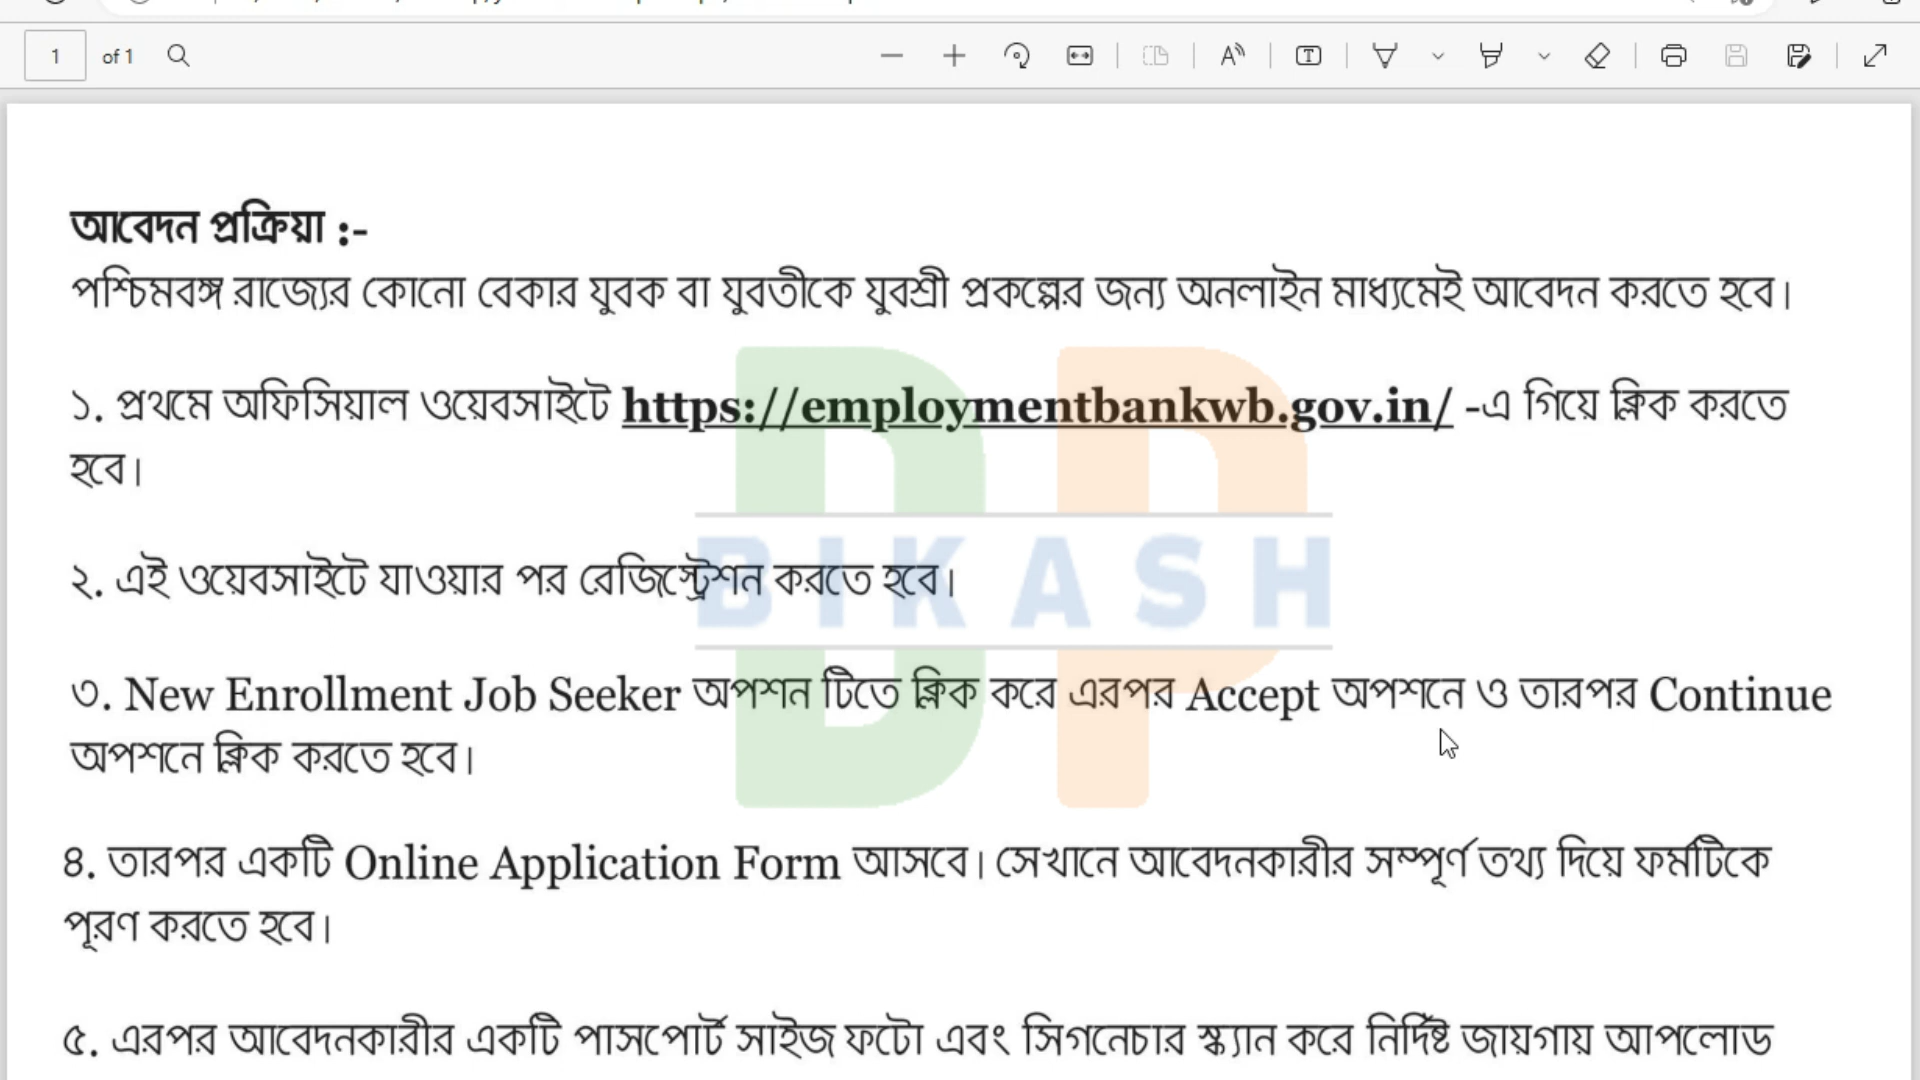 1 of 1
আবেদন প্রক্রিয়া :-
পশ্চিমবঙ্গ রাজ্যের কোনো বেকার যুবক বা যুবতীকে যুবশ্রী প্রকল্পের জন্য অনলাইন মাধ্যমেই আবেদন করতে হবে।
১. প্রথমে অফিসিয়াল ওয়েবসাইটে https://employmentbankwb.gov.in/ -এ গিয়ে ক্লিক করতে
হবে।
২. এই ওয়েবসাইটে যাওয়ার পর রেজিস্ট্রেশন করতে হবে।
DP
BIKASH
৩. New Enrollment Job Seeker অপশন টিতে ক্লিক করে এরপর Accept অপশনে ও তারপর Continue
অপশনে ক্লিক করতে হবে।
৪. তারপর একটি Online Application Form আসবে। সেখানে আবেদনকারীর সম্পূর্ণ তথ্য দিয়ে ফর্মটিকে
পূরণ করতে হবে।
৫. এরপর আবেদনকারীর একটি পাসপোর্ট সাইজ ফটো এবং সিগনেচার স্ক্যান করে নির্দিষ্ট জায়গায় আপলোড